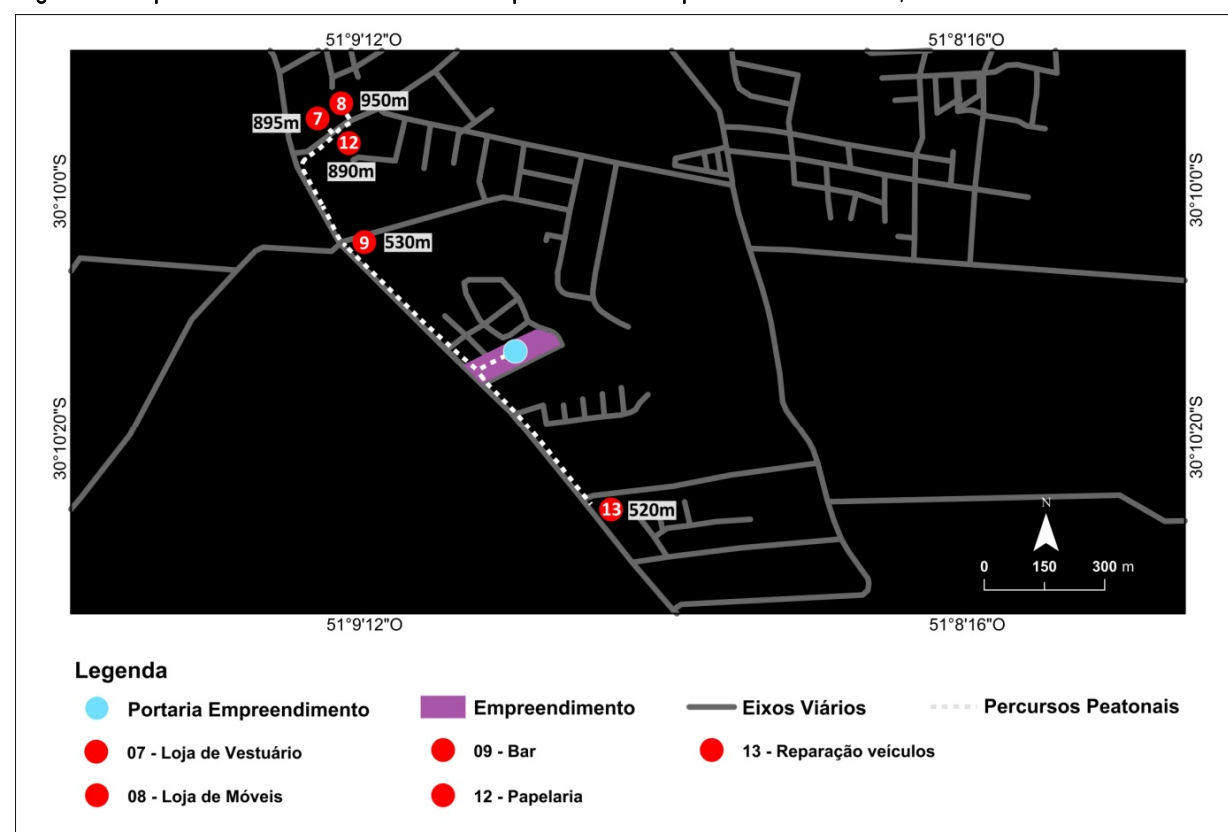 51°9'12"O 51°8'16"O
8 950m
895m 7
12
890m
30°10'0"S 30°10'0"S
9 530m
30°10'20"S 30°10'20"S
13 520m
N
0 150 300 m
51°9'12"O 51°8'16"O
Legenda
Portaria Empreendimento Empreendimento Eixos Viários Percursos Peatonais
07 - Loja de Vestuário 09 - Bar 13 - Reparação veículos
08 - Loja de Móveis 12 - Papelaria